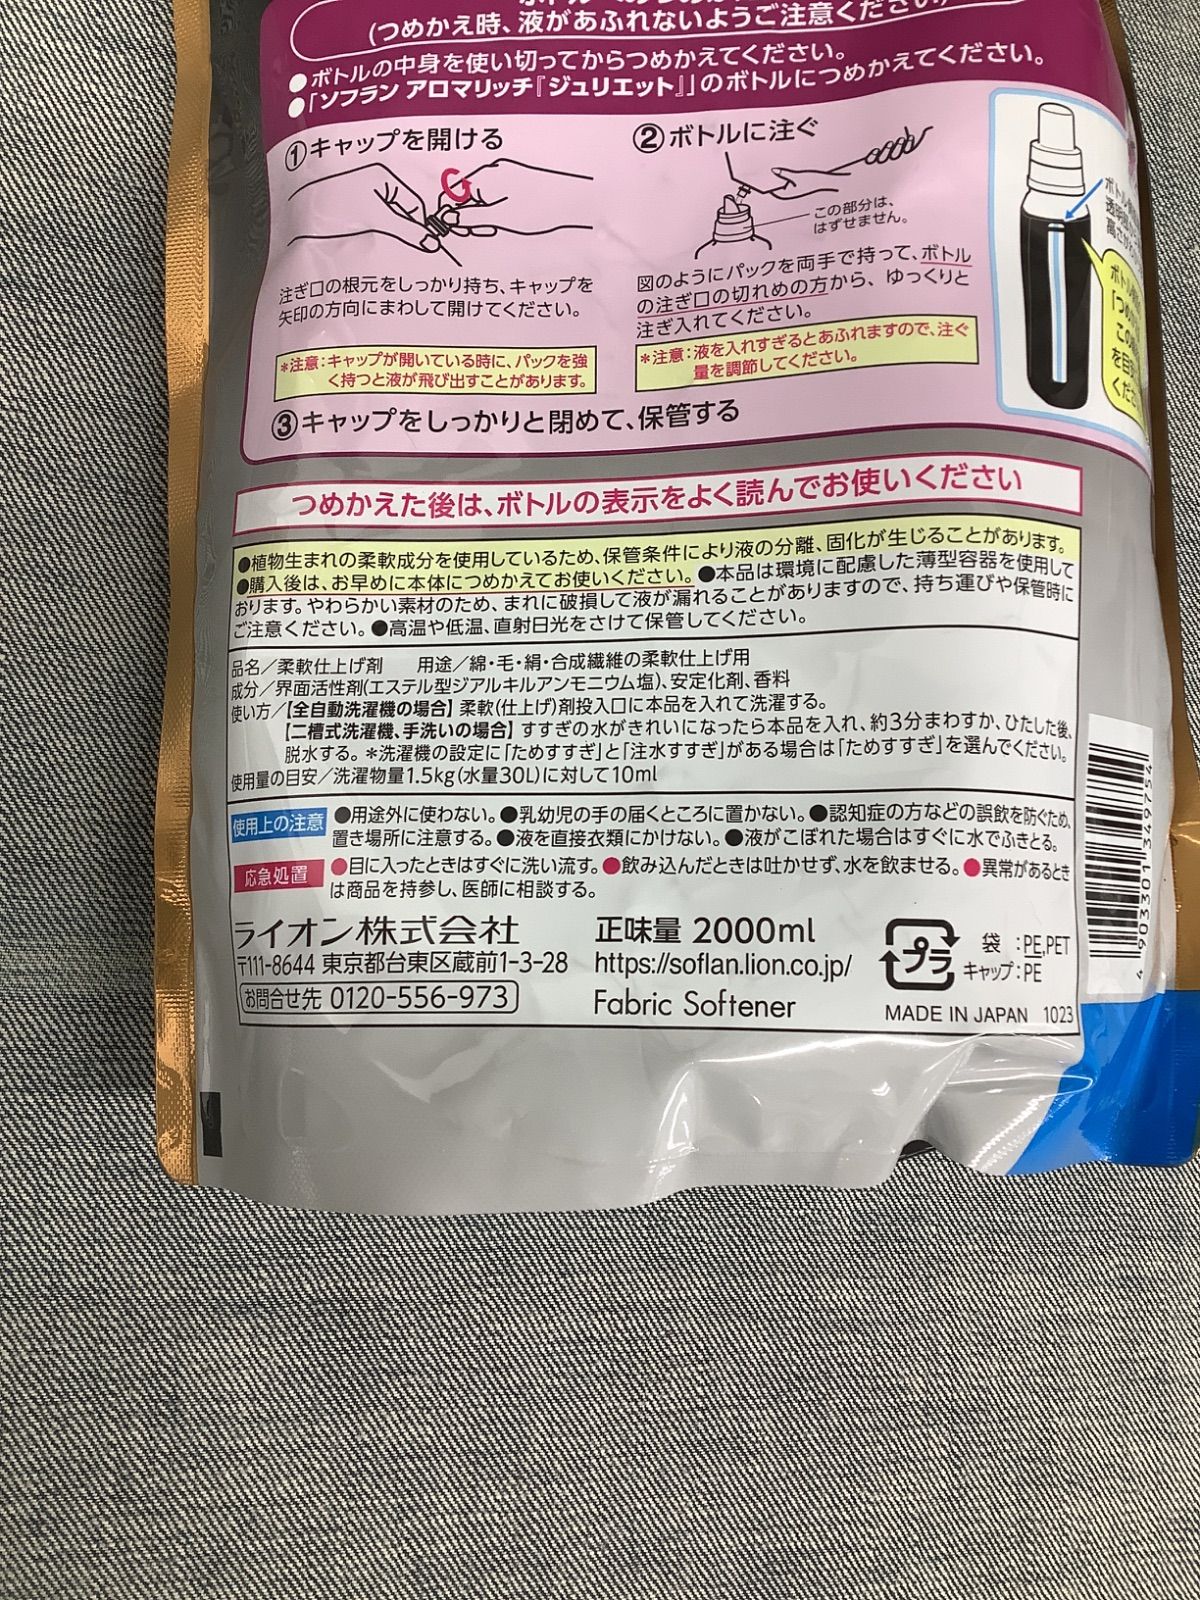 (つめかえ時、液があふれないようご注意ください)
●ボトルの中身を使い切ってからつめかえてください。
●「ソフラン アロマリッチ『ジュリエット』」のボトルにつめかえてください。
①キャップを開ける
②ボトルに注ぐ
この部分は、
はずせません。
注ぎ口の根元をしっかり持ち、キャップを
矢印の方向にまわして開けてください。
図のようにパックを両手で持って、ボトル
の注ぎ口の切れめの方から、ゆっくりと
注ぎ入れてください。
*注意:キャップが開いている時に、パックを強
く持つと液が飛び出すことがあります。
*注意:液を入れすぎるとあふれますので、注ぐ
量を調節してください。
③キャップをしっかりと閉めて、保管する
つめかえた後は、ボトルの表示をよく読んでお使いください
●植物生まれの柔軟成分を使用しているため、保管条件により液の分離、固化が生じることがあります。
●購入後は、お早めに本体につめかえてお使いください。●本品は環境に配慮した薄型容器を使用して
おります。やわらかい素材のため、まれに破損して液が漏れることがありますので、持ち運びや保管時に
ご注意ください。●高温や低温、直射日光をさけて保管してください。
品名/柔軟仕上げ剤 用途/綿・毛・絹・合成繊維の柔軟仕上げ用
成分/界面活性剤(エステル型ジアルキルアンモニウム塩)、安定化剤、香料
使い方/【全自動洗濯機の場合】柔軟(仕上げ)剤投入口に本品を入れて洗濯する。
【二槽式洗濯機、手洗いの場合】すすぎの水がきれいになったら本品を入れ、約3分まわすか、ひたした後、
脱水する。*洗濯機の設定に「ためすすぎ」と「注水すすぎ」がある場合は「ためすすぎ」を選んでください。
使用量の目安/洗濯物量1.5kg(水量30L)に対して10ml
使用上の注意 ●用途外に使わない。●乳幼児の手の届くところに置かない。●認知症の方などの誤飲を防ぐため、
置き場所に注意する。●液を直接衣類にかけない。●液がこぼれた場合はすぐに水でふきとる。
応急処置 ●目に入ったときはすぐに洗い流す。●飲み込んだときは吐かせず、水を飲ませる。●異常があるとき
は商品を持参し、医師に相談する。
ライオン株式会社
〒111-8644 東京都台東区蔵前1-3-28
お問合せ先 0120-556-973
正味量 2000ml
https://soflan.lion.co.jp/
Fabric Softener
プラ
袋 :PE,PET
キャップ:PE
MADE IN JAPAN 1023
4 903301 349754